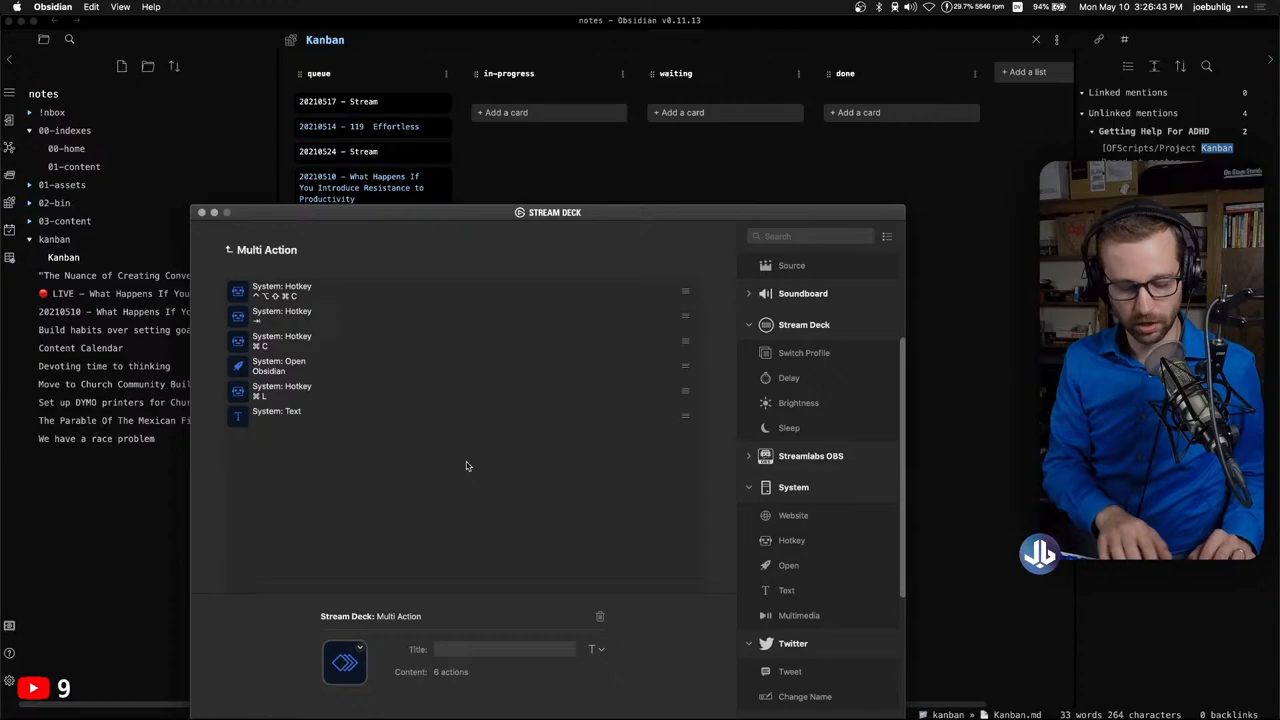 Obsidian Edit View Help
29.7% 5646 rpm
94%
Mon May 10 3:26:43 PM
joebuhlig
notes – Obsidian v0.11.13
Kanban
notes
!nbox
00-indexes
00-home
01-content
01-assets
02-bin
03-content
kanban
Kanban
"The Nuance of Creating Conve
LIVE – What Happens If You
20210510 – What Happens If Y
Build habits over setting goa
Content Calendar
Devoting time to thinking
Move to Church Community Buil
Set up DYMO printers for Chur
The Parable Of The Mexican Fi
We have a race problem
queue
20210517 – Stream
20210514 – 119 Effortless
20210524 – Stream
20210510 – What Happens If
You Introduce Resistance to
Productivity
in-progress
+ Add a card
waiting
+ Add a card
done
+ Add a card
+ Add a list
Linked mentions 0
Unlinked mentions 4
Getting Help For ADHD 2
[OFScripts/Project Kanban
STREAM DECK
Multi Action
System: Hotkey
⌃⌥⇧⌘C
System: Hotkey
⇥
System: Hotkey
⌘C
System: Open
Obsidian
System: Hotkey
⌘L
System: Text
Stream Deck: Multi Action
Title:
Content: 6 actions
Search
Source
Soundboard
Stream Deck
Switch Profile
Delay
Brightness
Sleep
Streamlabs OBS
System
Website
Hotkey
Open
Text
Multimedia
Twitter
Tweet
Change Name
9
kanban » Kanban.md 33 words 264 characters 0 backlinks